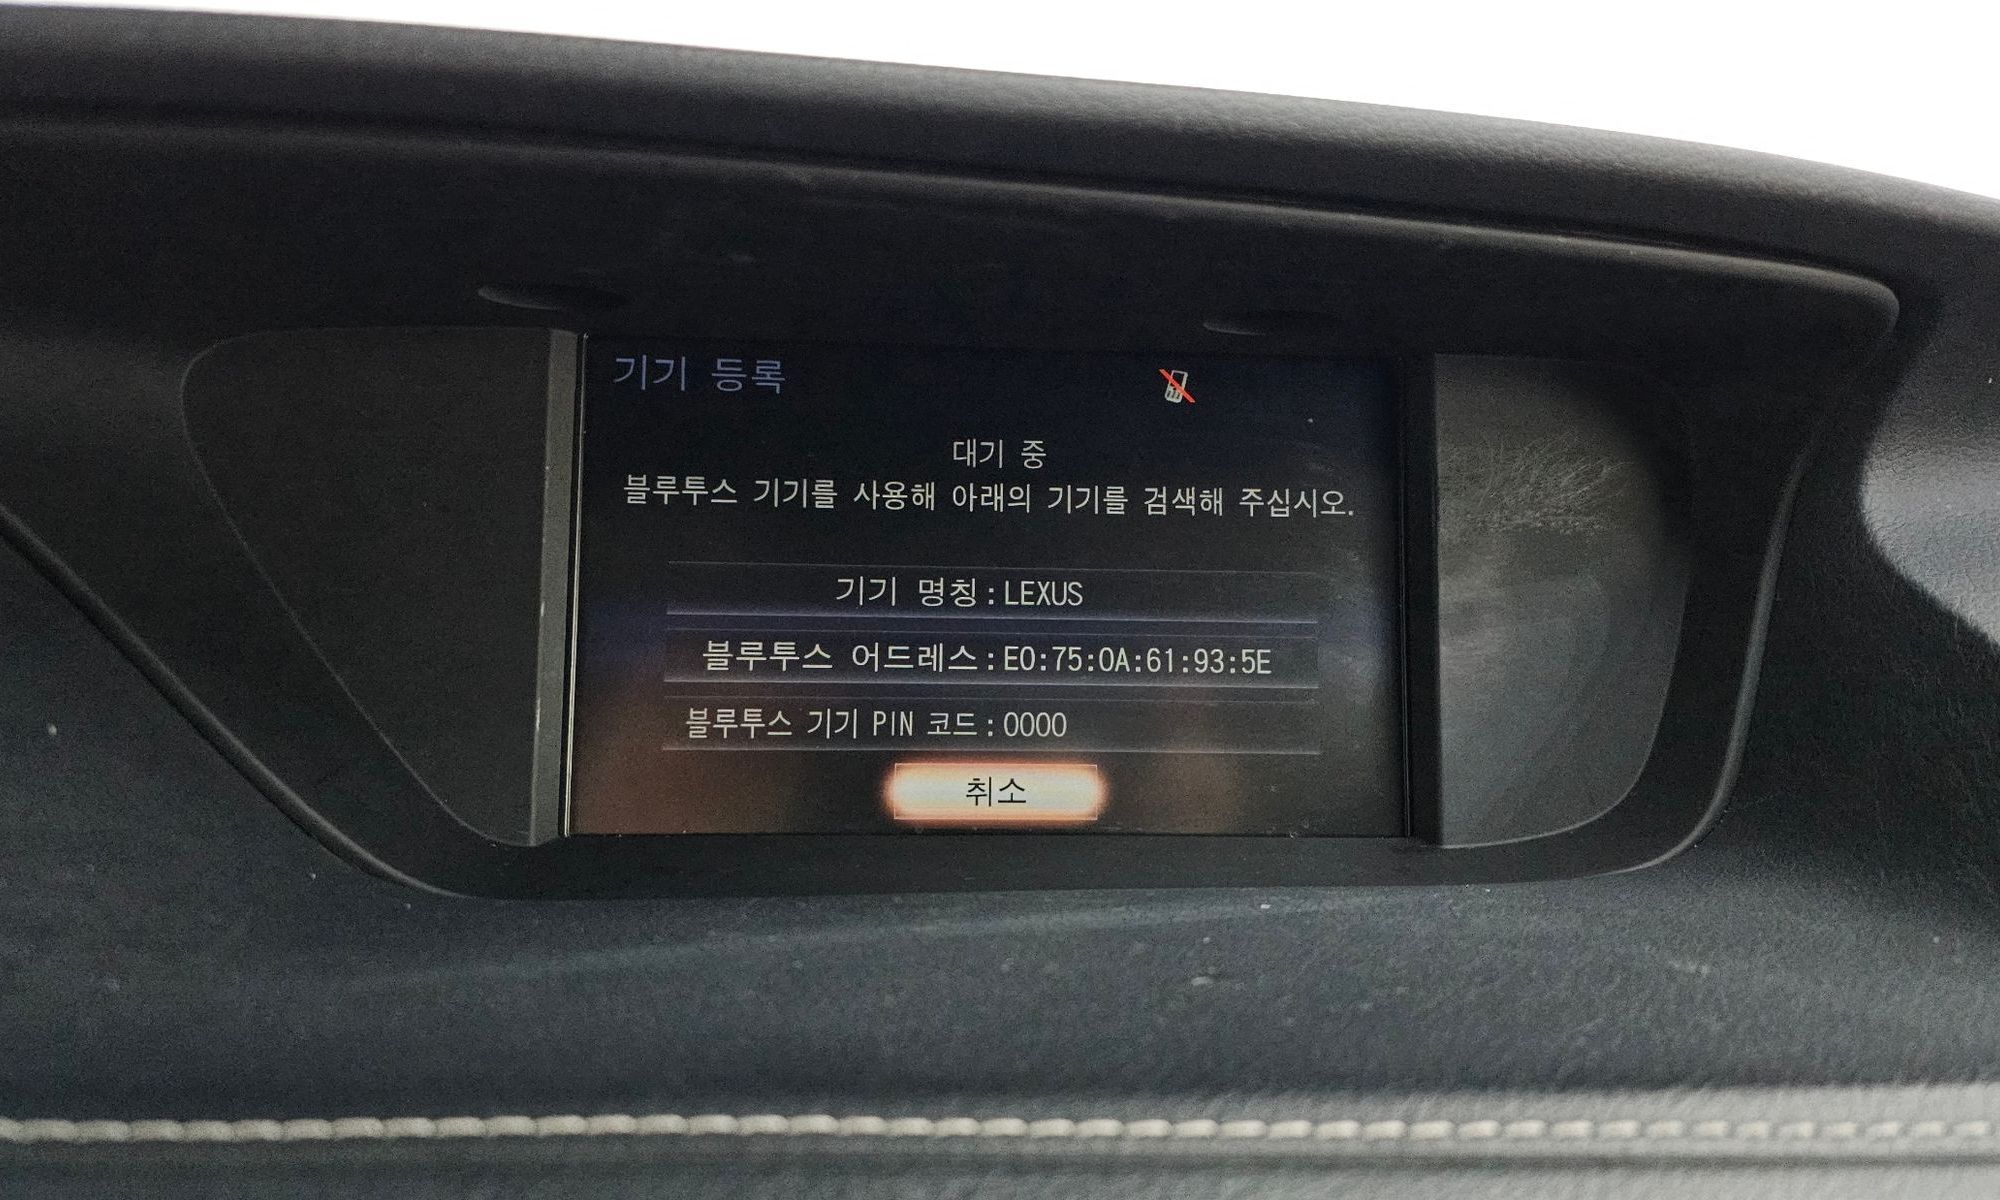 기기 등록
대기 중
블루투스 기기를 사용해 아래의 기기를 검색해 주십시오.
기기 명칭:LEXUS
블루투스 어드레스:E0:75:0A:61:93:5E
블루투스 기기 PIN 코드:0000
취소